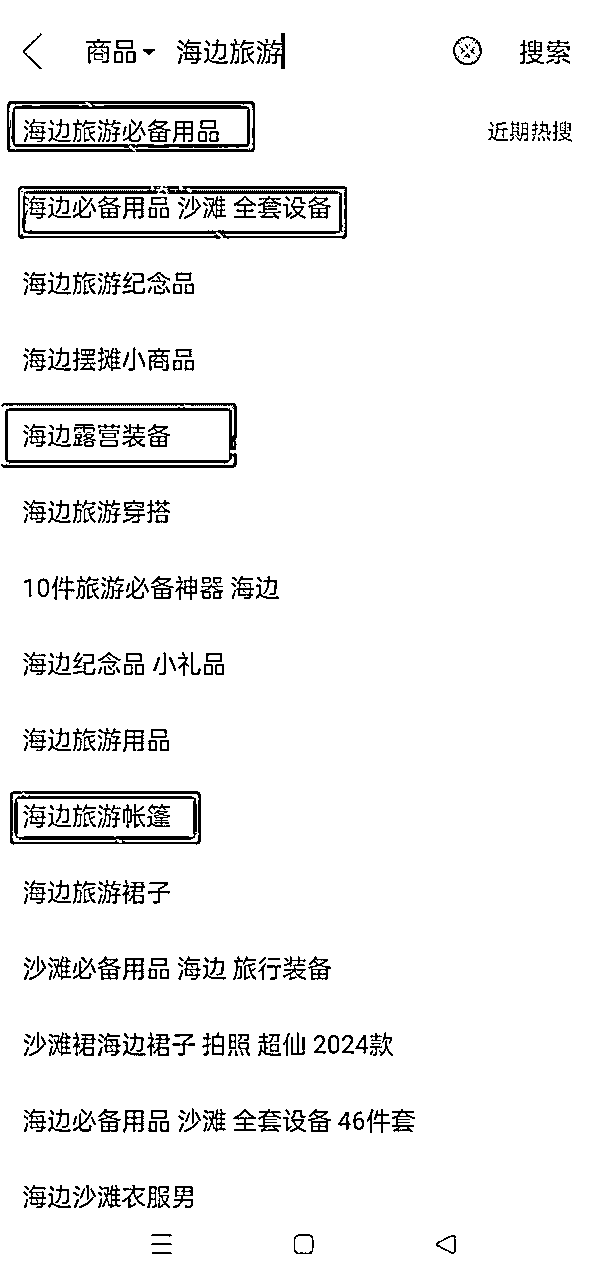 商品 海边旅游 搜索
海边旅游必备用品 近期热搜
海边必备用品 沙滩 全套设备
海边旅游纪念品
海边摆摊小商品
海边露营装备
海边旅游穿搭
10件旅游必备神器 海边
海边纪念品 小礼品
海边旅游用品
海边旅游帐篷
海边旅游裙子
沙滩必备用品 海边 旅行装备
沙滩裙海边裙子 拍照 超仙 2024款
海边必备用品 沙滩 全套设备 46件套
海边沙滩衣服男